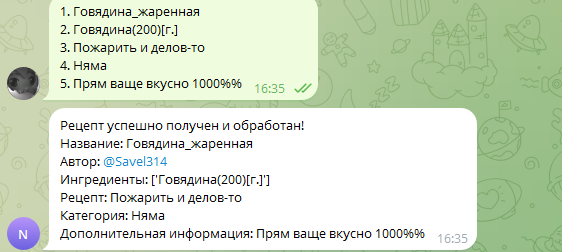 1. Говядина_жаренная
2. Говядина(200)[г.]
3. Пожарить и делов-то
4. Няма
5. Прям ваще вкусно 1000%%
16:35
Рецепт успешно получен и обработан!
Название: Говядина_жаренная
Автор: @Savel314
Ингредиенты: ['Говядина(200)[г.]']
Рецепт: Пожарить и делов-то
Категория: Няма
Дополнительная информация: Прям ваще вкусно 1000%%
16:35
N